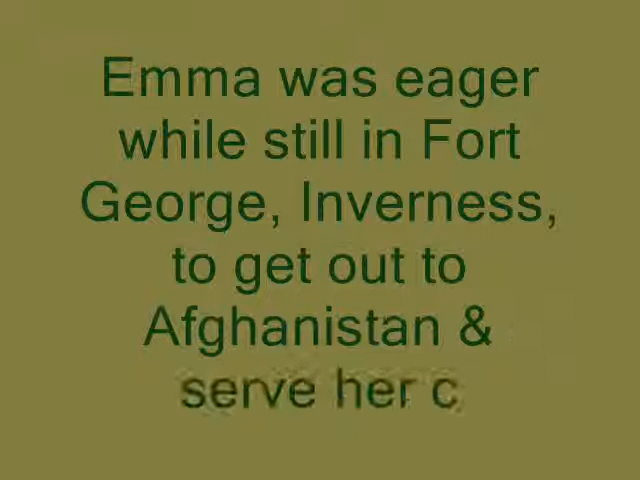 Emma was eager
while still in Fort
George, Inverness,
to get out to
Afghanistan &
serve her c